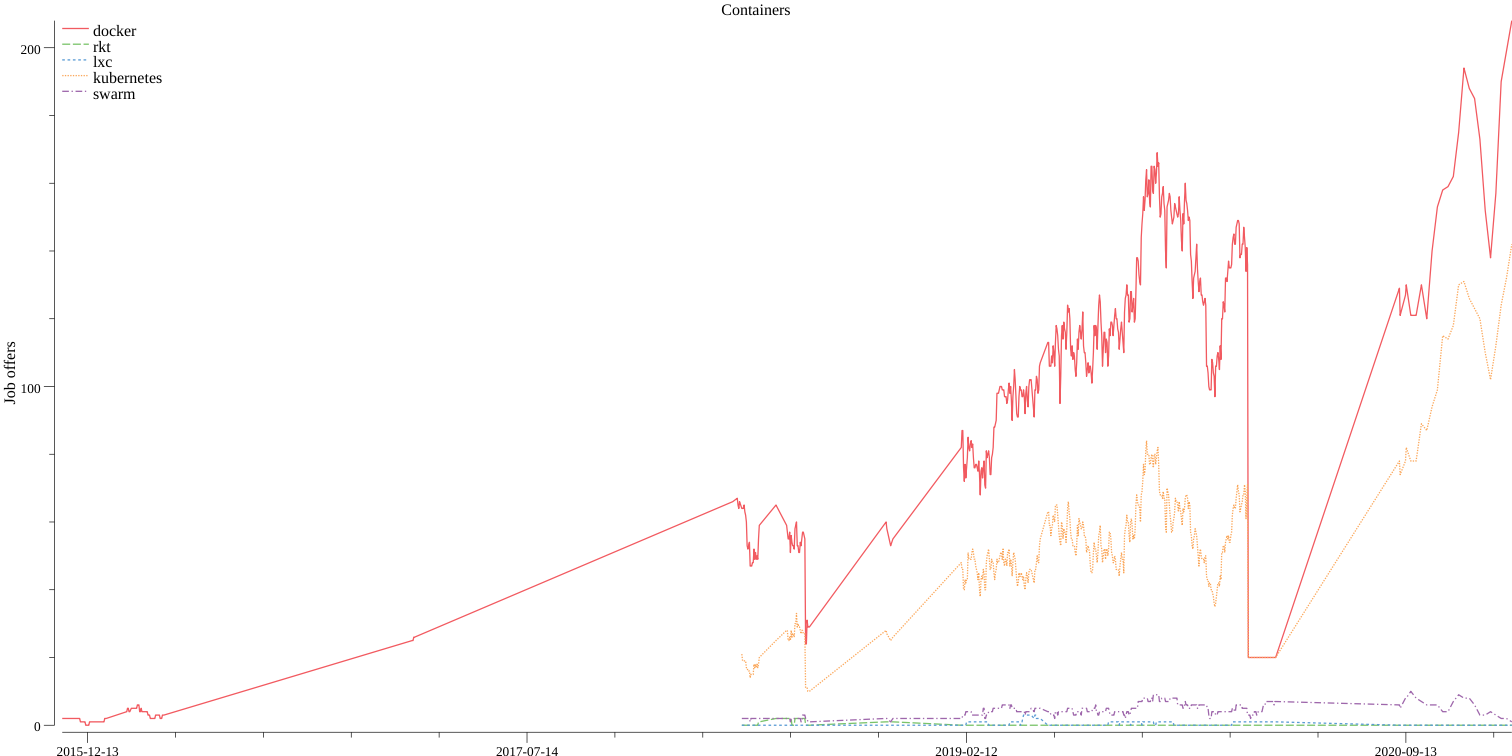 Containers
docker
rkt
lxc
kubernetes
swarm
200
100
0
Job offers
2015-12-13
2017-07-14
2019-02-12
2020-09-13